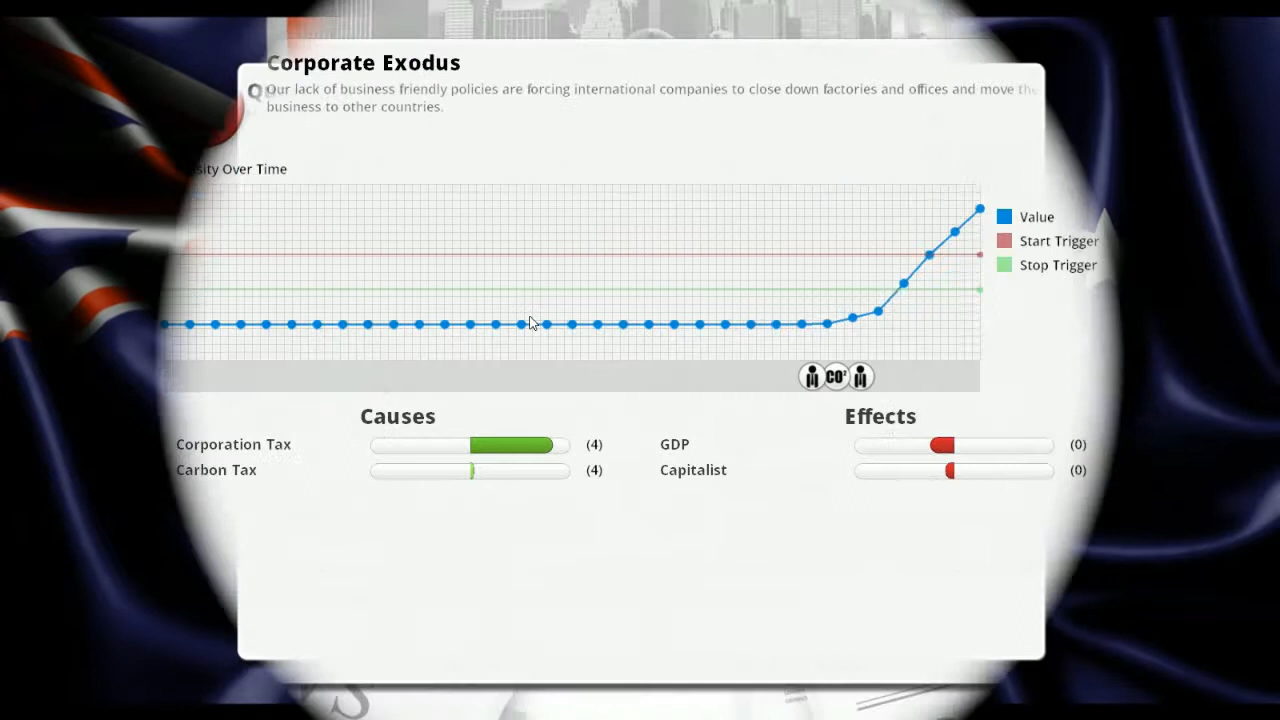 Corporate Exodus
Our lack of business friendly policies are forcing international companies to close down factories and offices and move
business to other countries.
Over Time
Value
Start Trigger
Stop Trigger
CO²
Causes
Effects
Corporation Tax (4) GDP (0)
Carbon Tax (4) Capitalist (0)